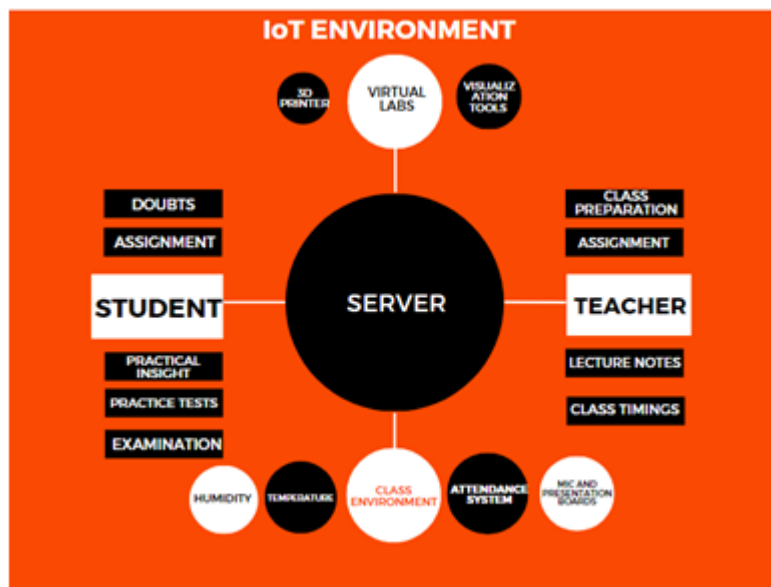 IoT ENVIRONMENT
3D
PRINTER
VIRTUAL
LABS
VISUALIZ
ATION
TOOLS
DOUBTS
ASSIGNMENT
STUDENT
PRACTICAL
INSIGHT
PRACTICE TESTS
EXAMINATION
SERVER
CLASS
PREPARATION
ASSIGNMENT
TEACHER
LECTURE NOTES
CLASS TIMINGS
HUMIDITY
TEMPERATURE
CLASS
ENVIRONMENT
ATTENDANCE
SYSTEM
MIC AND
PRESENTATION
BOARDS